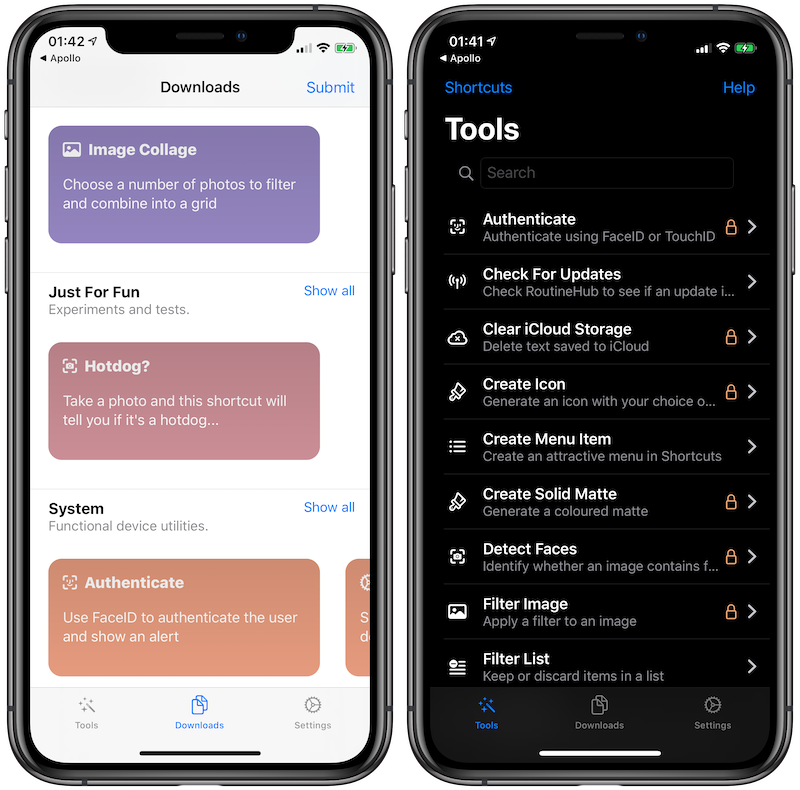 01:42
◀ Apollo
Downloads
Submit
Image Collage
Choose a number of photos to filter
and combine into a grid
Just For Fun
Show all
Experiments and tests.
Hotdog?
Take a photo and this shortcut will
tell you if it's a hotdog...
System
Show all
Functional device utilities.
Authenticate
Use FaceID to authenticate the user
and show an alert
S
d
Tools
Downloads
Settings
01:41
◀ Apollo
Shortcuts
Help
Tools
Search
Authenticate
Authenticate using FaceID or TouchID
Check For Updates
Check RoutineHub to see if an update i...
Clear iCloud Storage
Delete text saved to iCloud
Create Icon
Generate an icon with your choice o...
Create Menu Item
Create an attractive menu in Shortcuts
Create Solid Matte
Generate a coloured matte
Detect Faces
Identify whether an image contains f...
Filter Image
Apply a filter to an image
Filter List
Keep or discard items in a list
Tools
Downloads
Settings